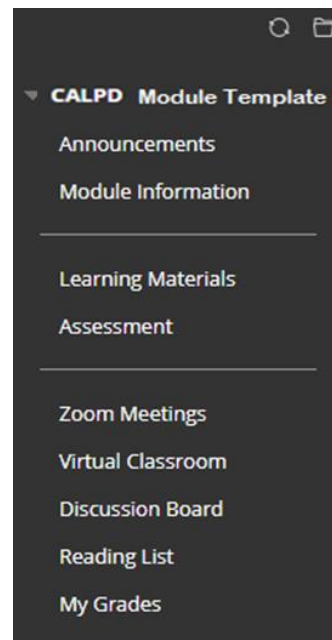 CALPD Module Template
Announcements
Module Information
Learning Materials
Assessment
Zoom Meetings
Virtual Classroom
Discussion Board
Reading List
My Grades